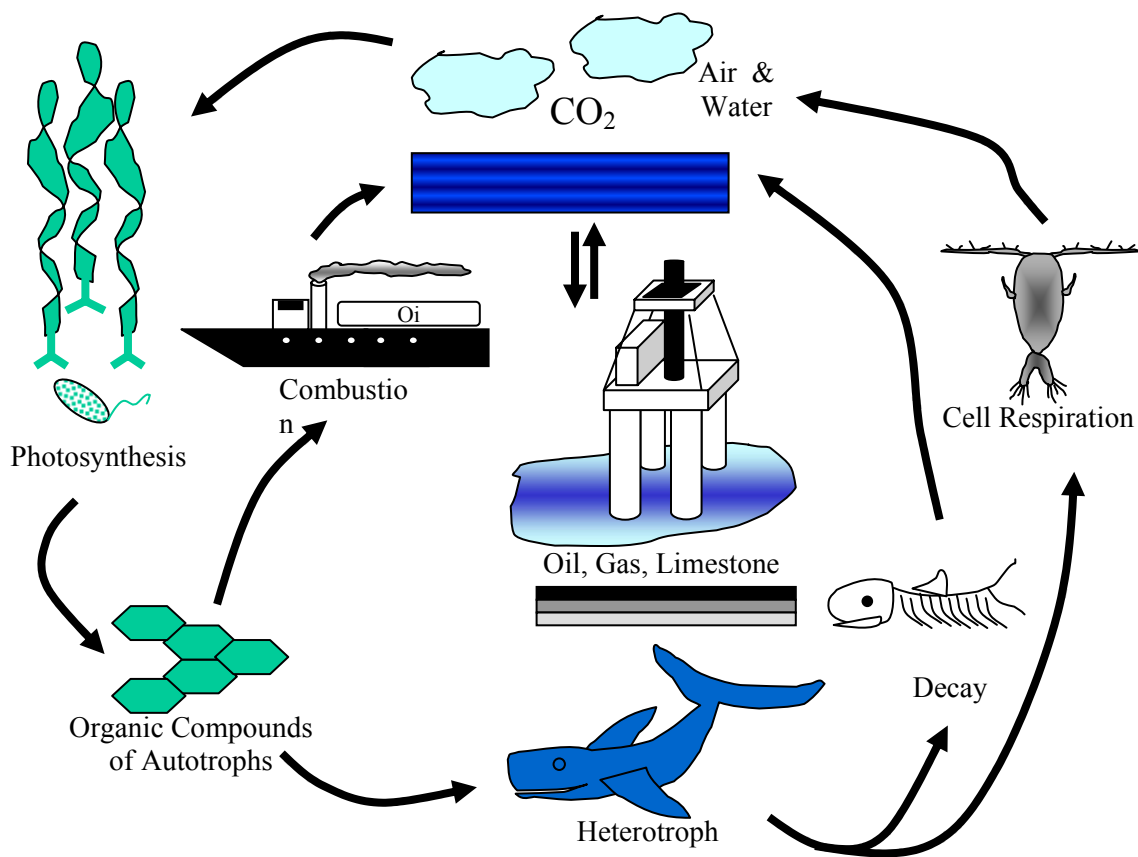 Air &
Water
CO₂
Oi
Combustio
n
Photosynthesis
Cell Respiration
Oil, Gas, Limestone
Decay
Organic Compounds
of Autotrophs
Heterotroph